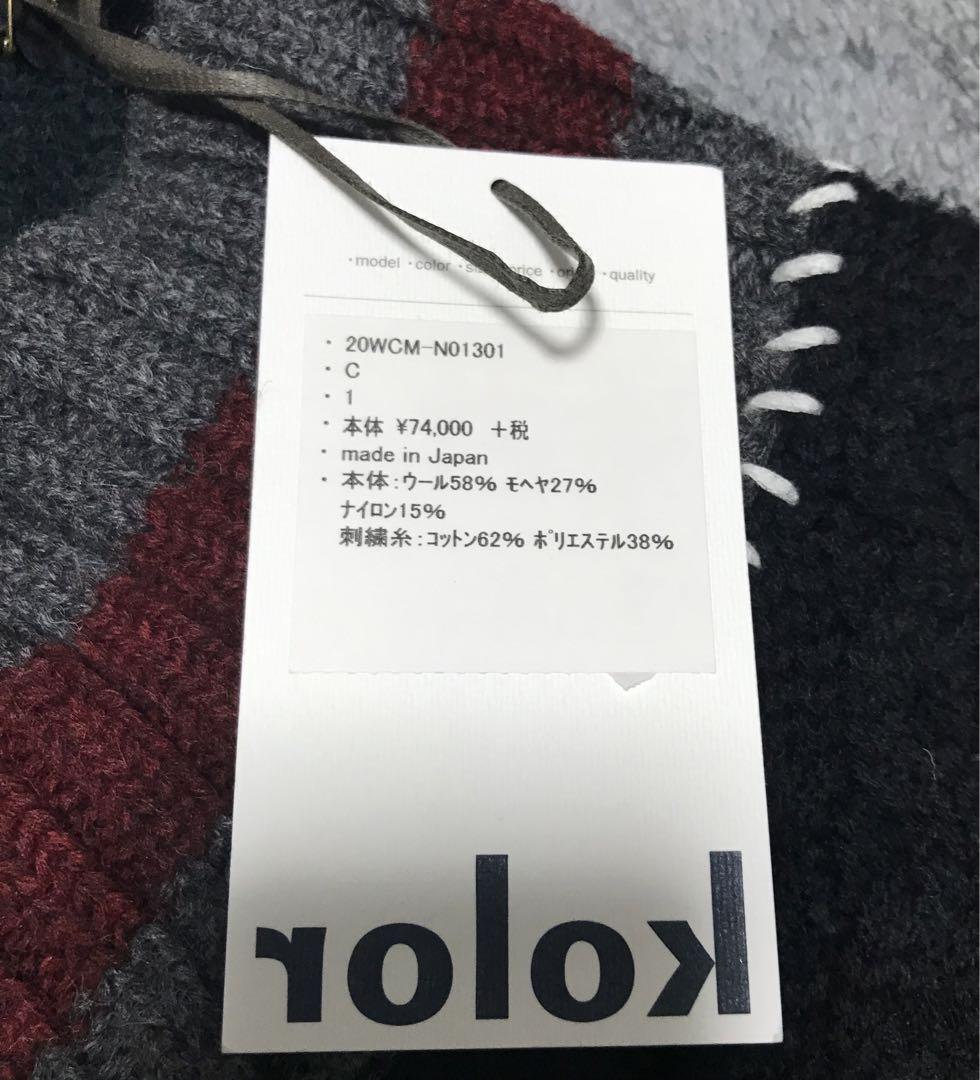 ·model ·color ·size ·price ·origin ·quality
· 20WCM-N01301
· C
· 1
· 本体 ¥74,000 +税
· made in Japan
· 本体:ウール58% モヘヤ27%
ナイロン15%
刺繍糸:コットン62% ポリエステル38%
kolor